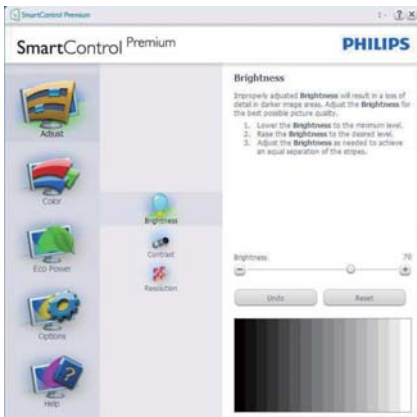 SmartControl Premium
SmartControl Premium
PHILIPS
Adjust
Color
Eco Power
Options
Help
Brightness
Contrast
Resolution
Brightness
Improperly adjusted Brightness will result in a loss of
detail in darker image areas. Adjust the Brightness for
the best possible picture quality.
1. Lower the Brightness to the minimum level.
2. Raise the Brightness to the desired level.
3. Adjust the Brightness as needed to achieve
an equal separation of the stripes.
Brightness 70
Undo Reset